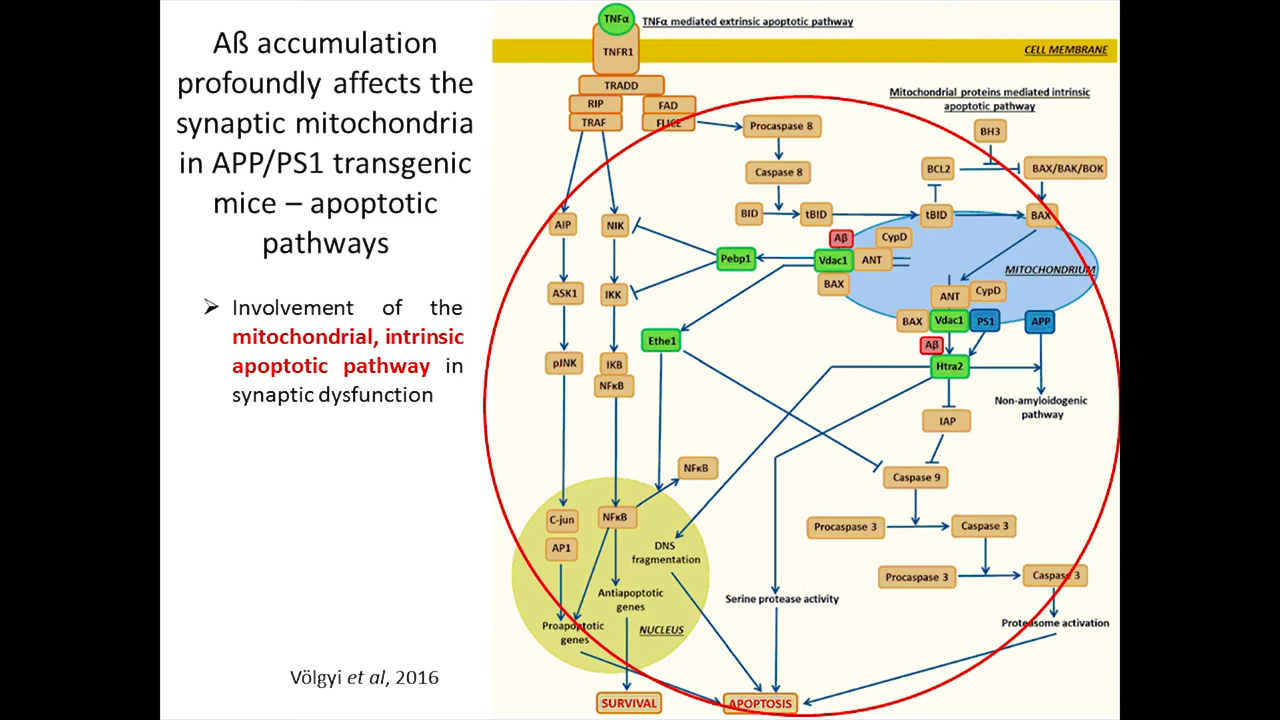 Aß accumulation
profoundly affects the
synaptic mitochondria
in APP/PS1 transgenic
mice – apoptotic
pathways
Involvement of the
mitochondrial, intrinsic
apoptotic pathway in
synaptic dysfunction
Völgyi et al, 2016
TNFα
TNFα mediated extrinsic apoptotic pathway
TNFR1
CELL MEMBRANE
TRADD
RIP
FAD
TRAF
FLICE
Mitochondrial proteins mediated intrinsic
apoptotic pathway
Procaspase 8
BH3
Caspase 8
BCL2
BAX/BAK/BOK
BID
tBID
tBID
BAX
AIP
NIK
Aβ
CypD
Pebp1
Vdac1
ANT
MITOCHONDRIUM
BAX
ASK1
IKK
ANT
CypD
BAX
Vdac1
PS1
APP
Ethe1
Aβ
pJNK
IKB
Htra2
NFκB
Non-amyloidogenic
pathway
IAP
NFκB
Caspase 9
C-jun
NFκB
Procaspase 3
Caspase 3
AP1
DNS
fragmentation
Procaspase 3
Caspase 3
Antiapoptotic
genes
Serine protease activity
Proapoptotic
genes
NUCLEUS
Proteasome activation
SURVIVAL
APOPTOSIS